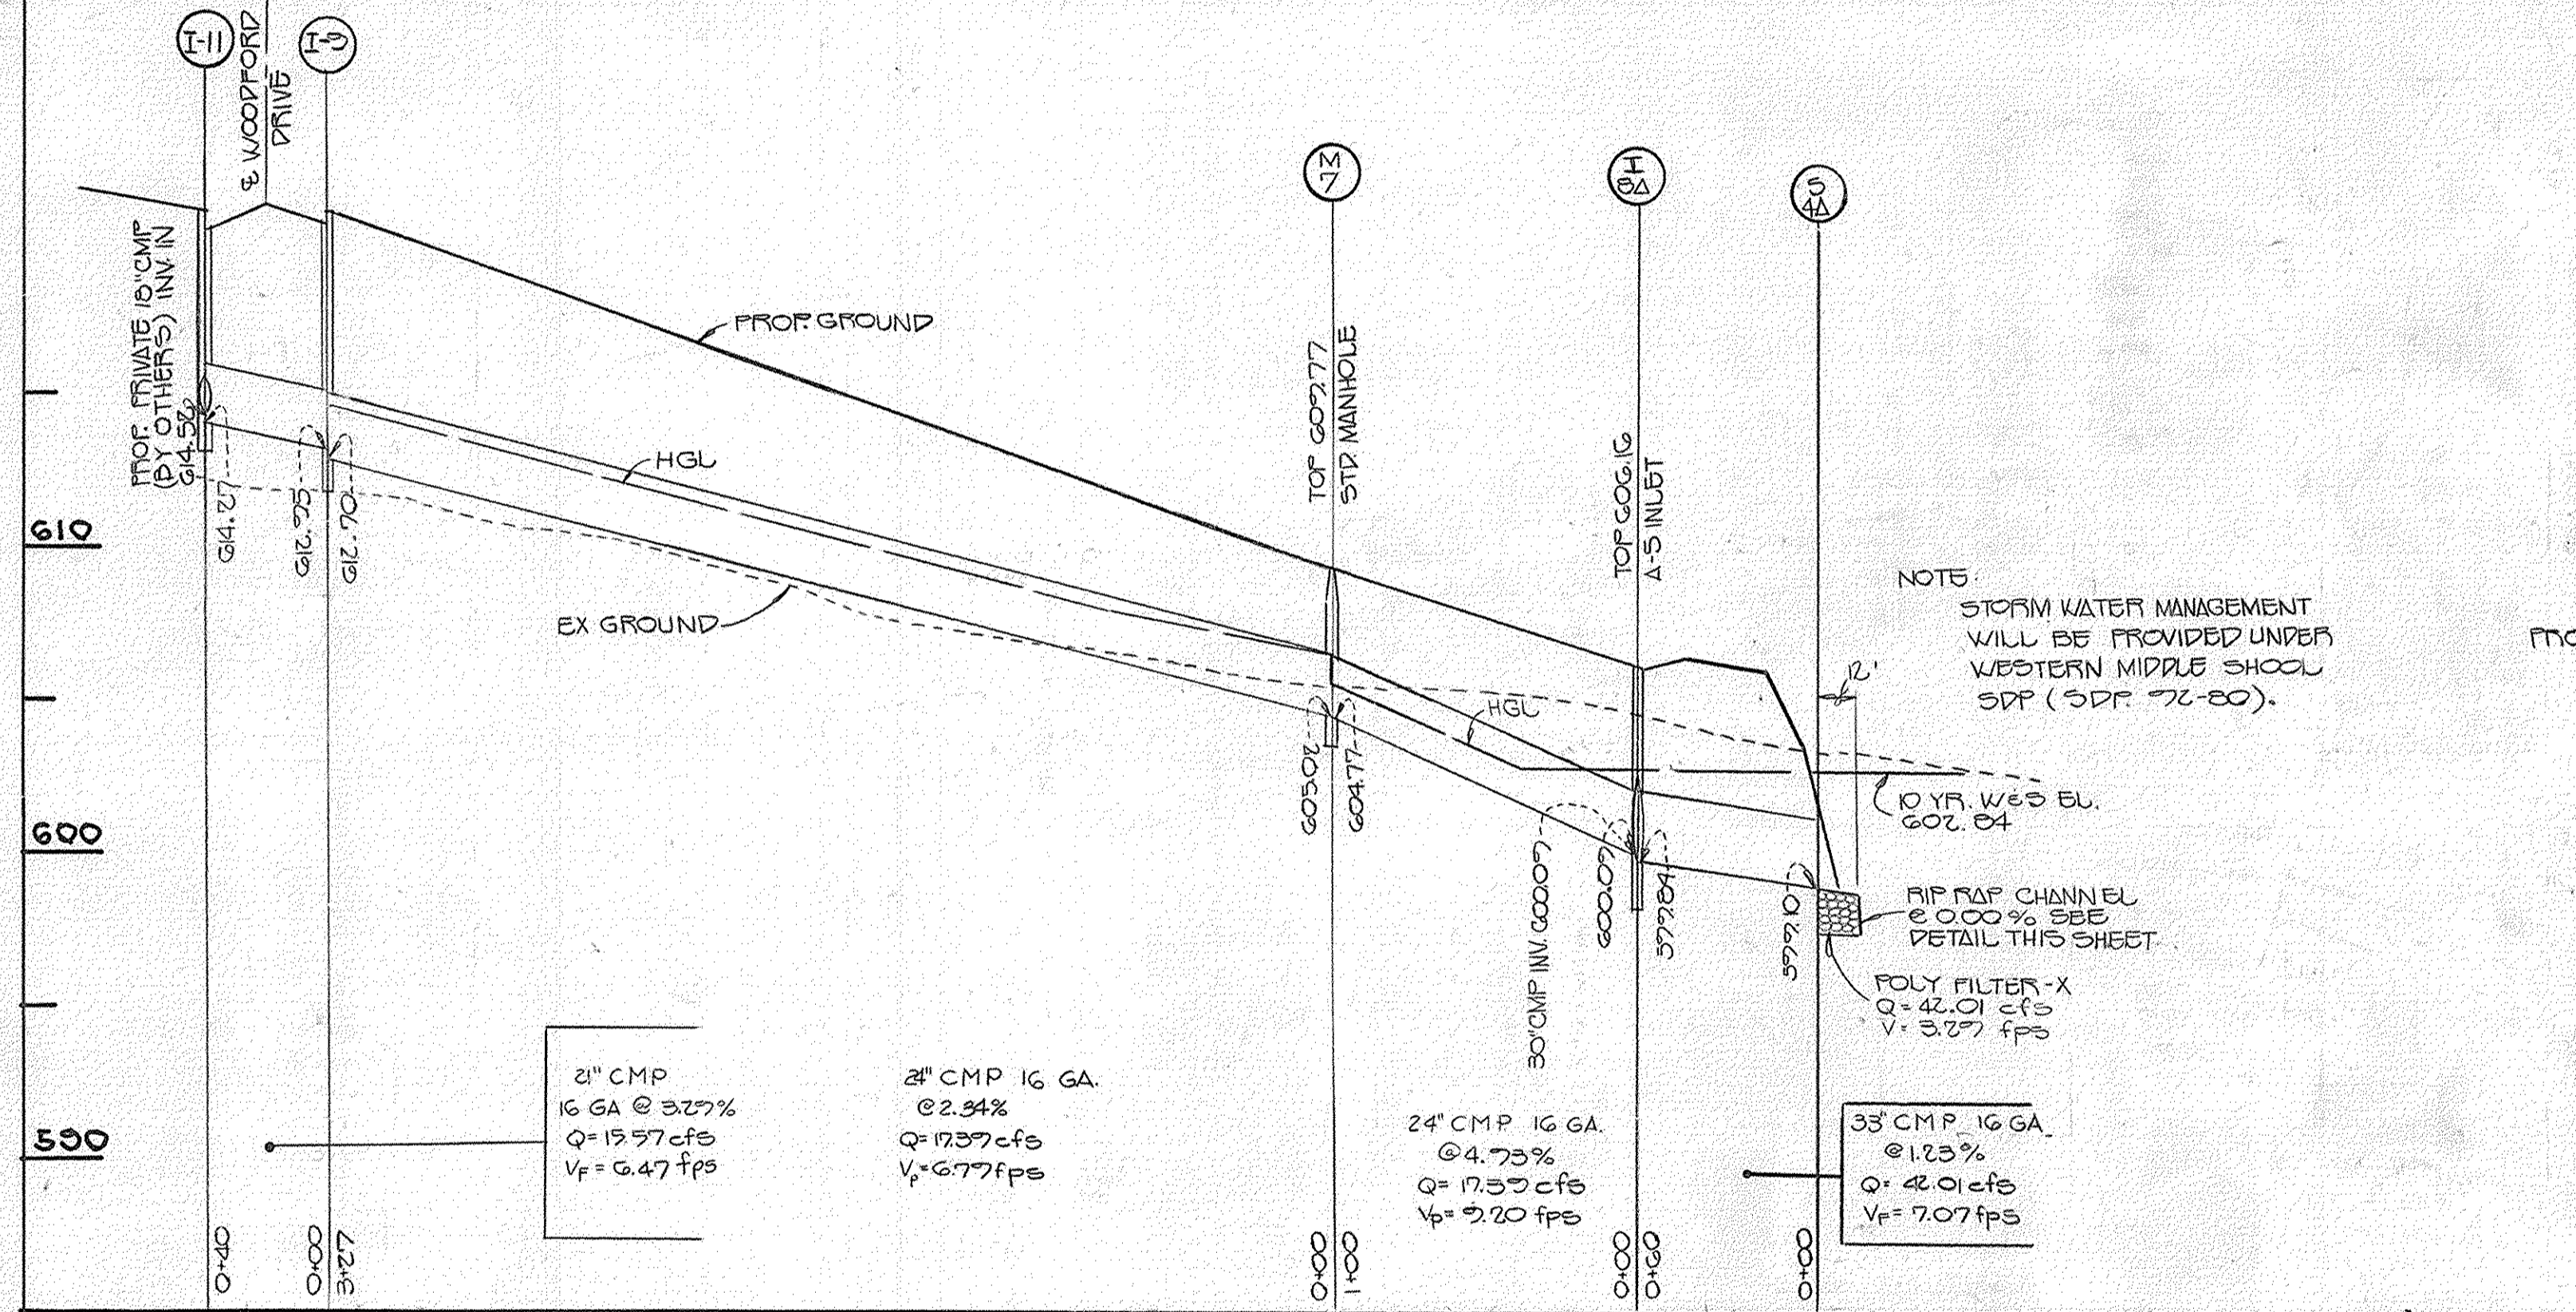 I-11
℄ WOODFORD
DRIVE
I-9
M
7
I
8A
S
4A
PROP. PRIVATE 18" CMP
(BY OTHERS) INV. IN
614.52
614.27
612.95
612.70
PROP. GROUND
HGL
EX GROUND
TOP 609.77
STD. MANHOLE
TOP 606.16
A-5 INLET
605.02
604.77
HGL
30" CMP INV. 600.09
600.09
599.84
599.10
12'
NOTE:
STORM WATER MANAGEMENT
WILL BE PROVIDED UNDER
WESTERN MIDDLE SHOOL
SDP (SDP. 92-80).
PRO
10 YR. W&S EL.
602.84
RIP RAP CHANNEL
@ 0.00% SEE
DETAIL THIS SHEET
POLY FILTER-X
Q=42.01 cfs
V= 3.29 fps
610
600
590
21" CMP
16 GA @ 3.29%
Q=15.57 cfs
VF = 6.47 fps
24" CMP 16 GA.
@ 2.34%
Q=17.39 cfs
Vp=6.79 fps
24" CMP 16 GA.
@ 4.93%
Q= 17.39 cfs
Vp= 9.20 fps
33" CMP 16 GA
@ 1.23%
Q= 42.01 cfs
VF = 7.07 fps
0+40
0+00
3+27
0+00
1+00
0+00
0+60
0+00